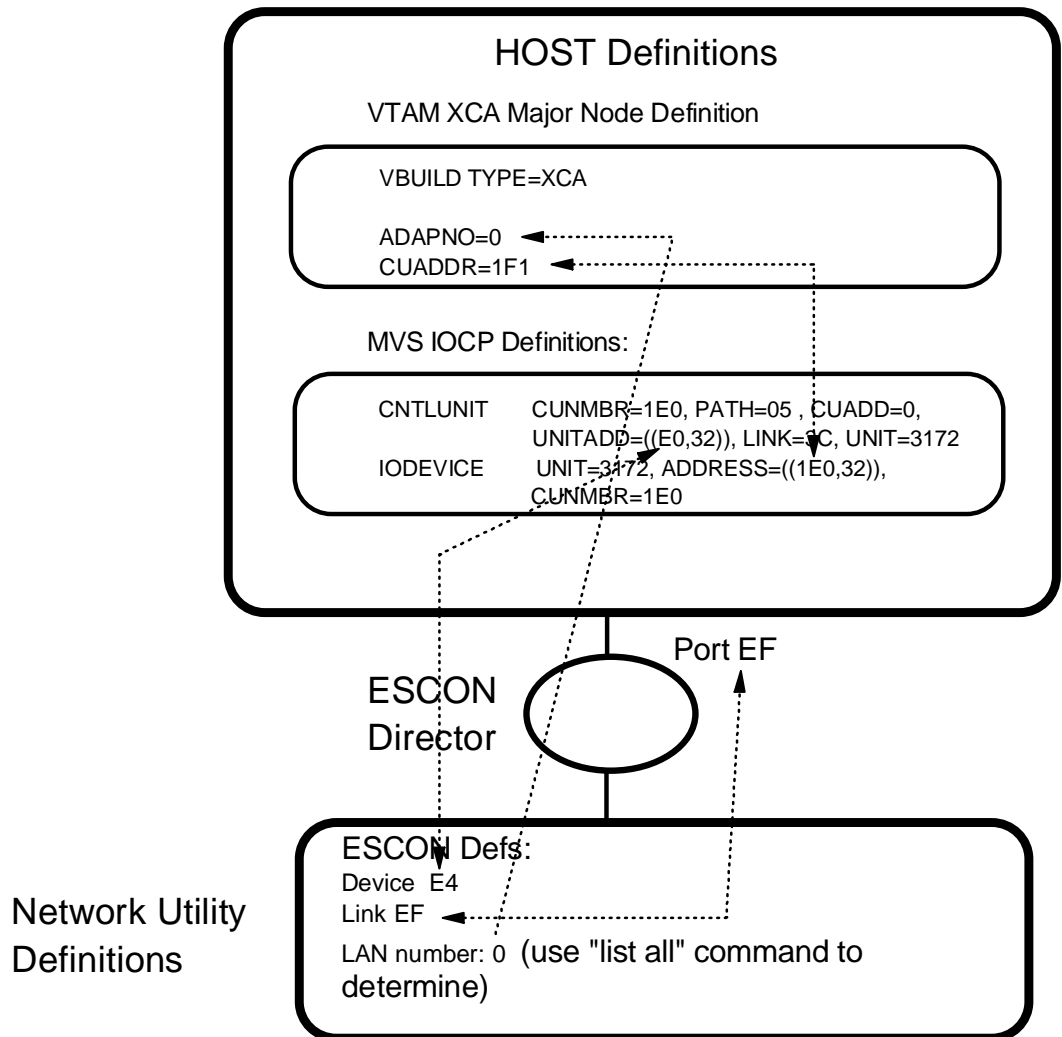 HOST Definitions
VTAM XCA Major Node Definition
VBUILD TYPE=XCA
ADAPNO=0
CUADDR=1F1
MVS IOCP Definitions:
CNTLUNIT CUNMBR=1E0, PATH=05 , CUADD=0,
UNITADD=((E0,32)), LINK=3C, UNIT=3172
IODEVICE UNIT=3172, ADDRESS=((1E0,32)),
CUNMBR=1E0
Port EF
ESCON
Director
ESCON Defs:
Device E4
Link EF
LAN number: 0 (use "list all" command to
determine)
Network Utility
Definitions